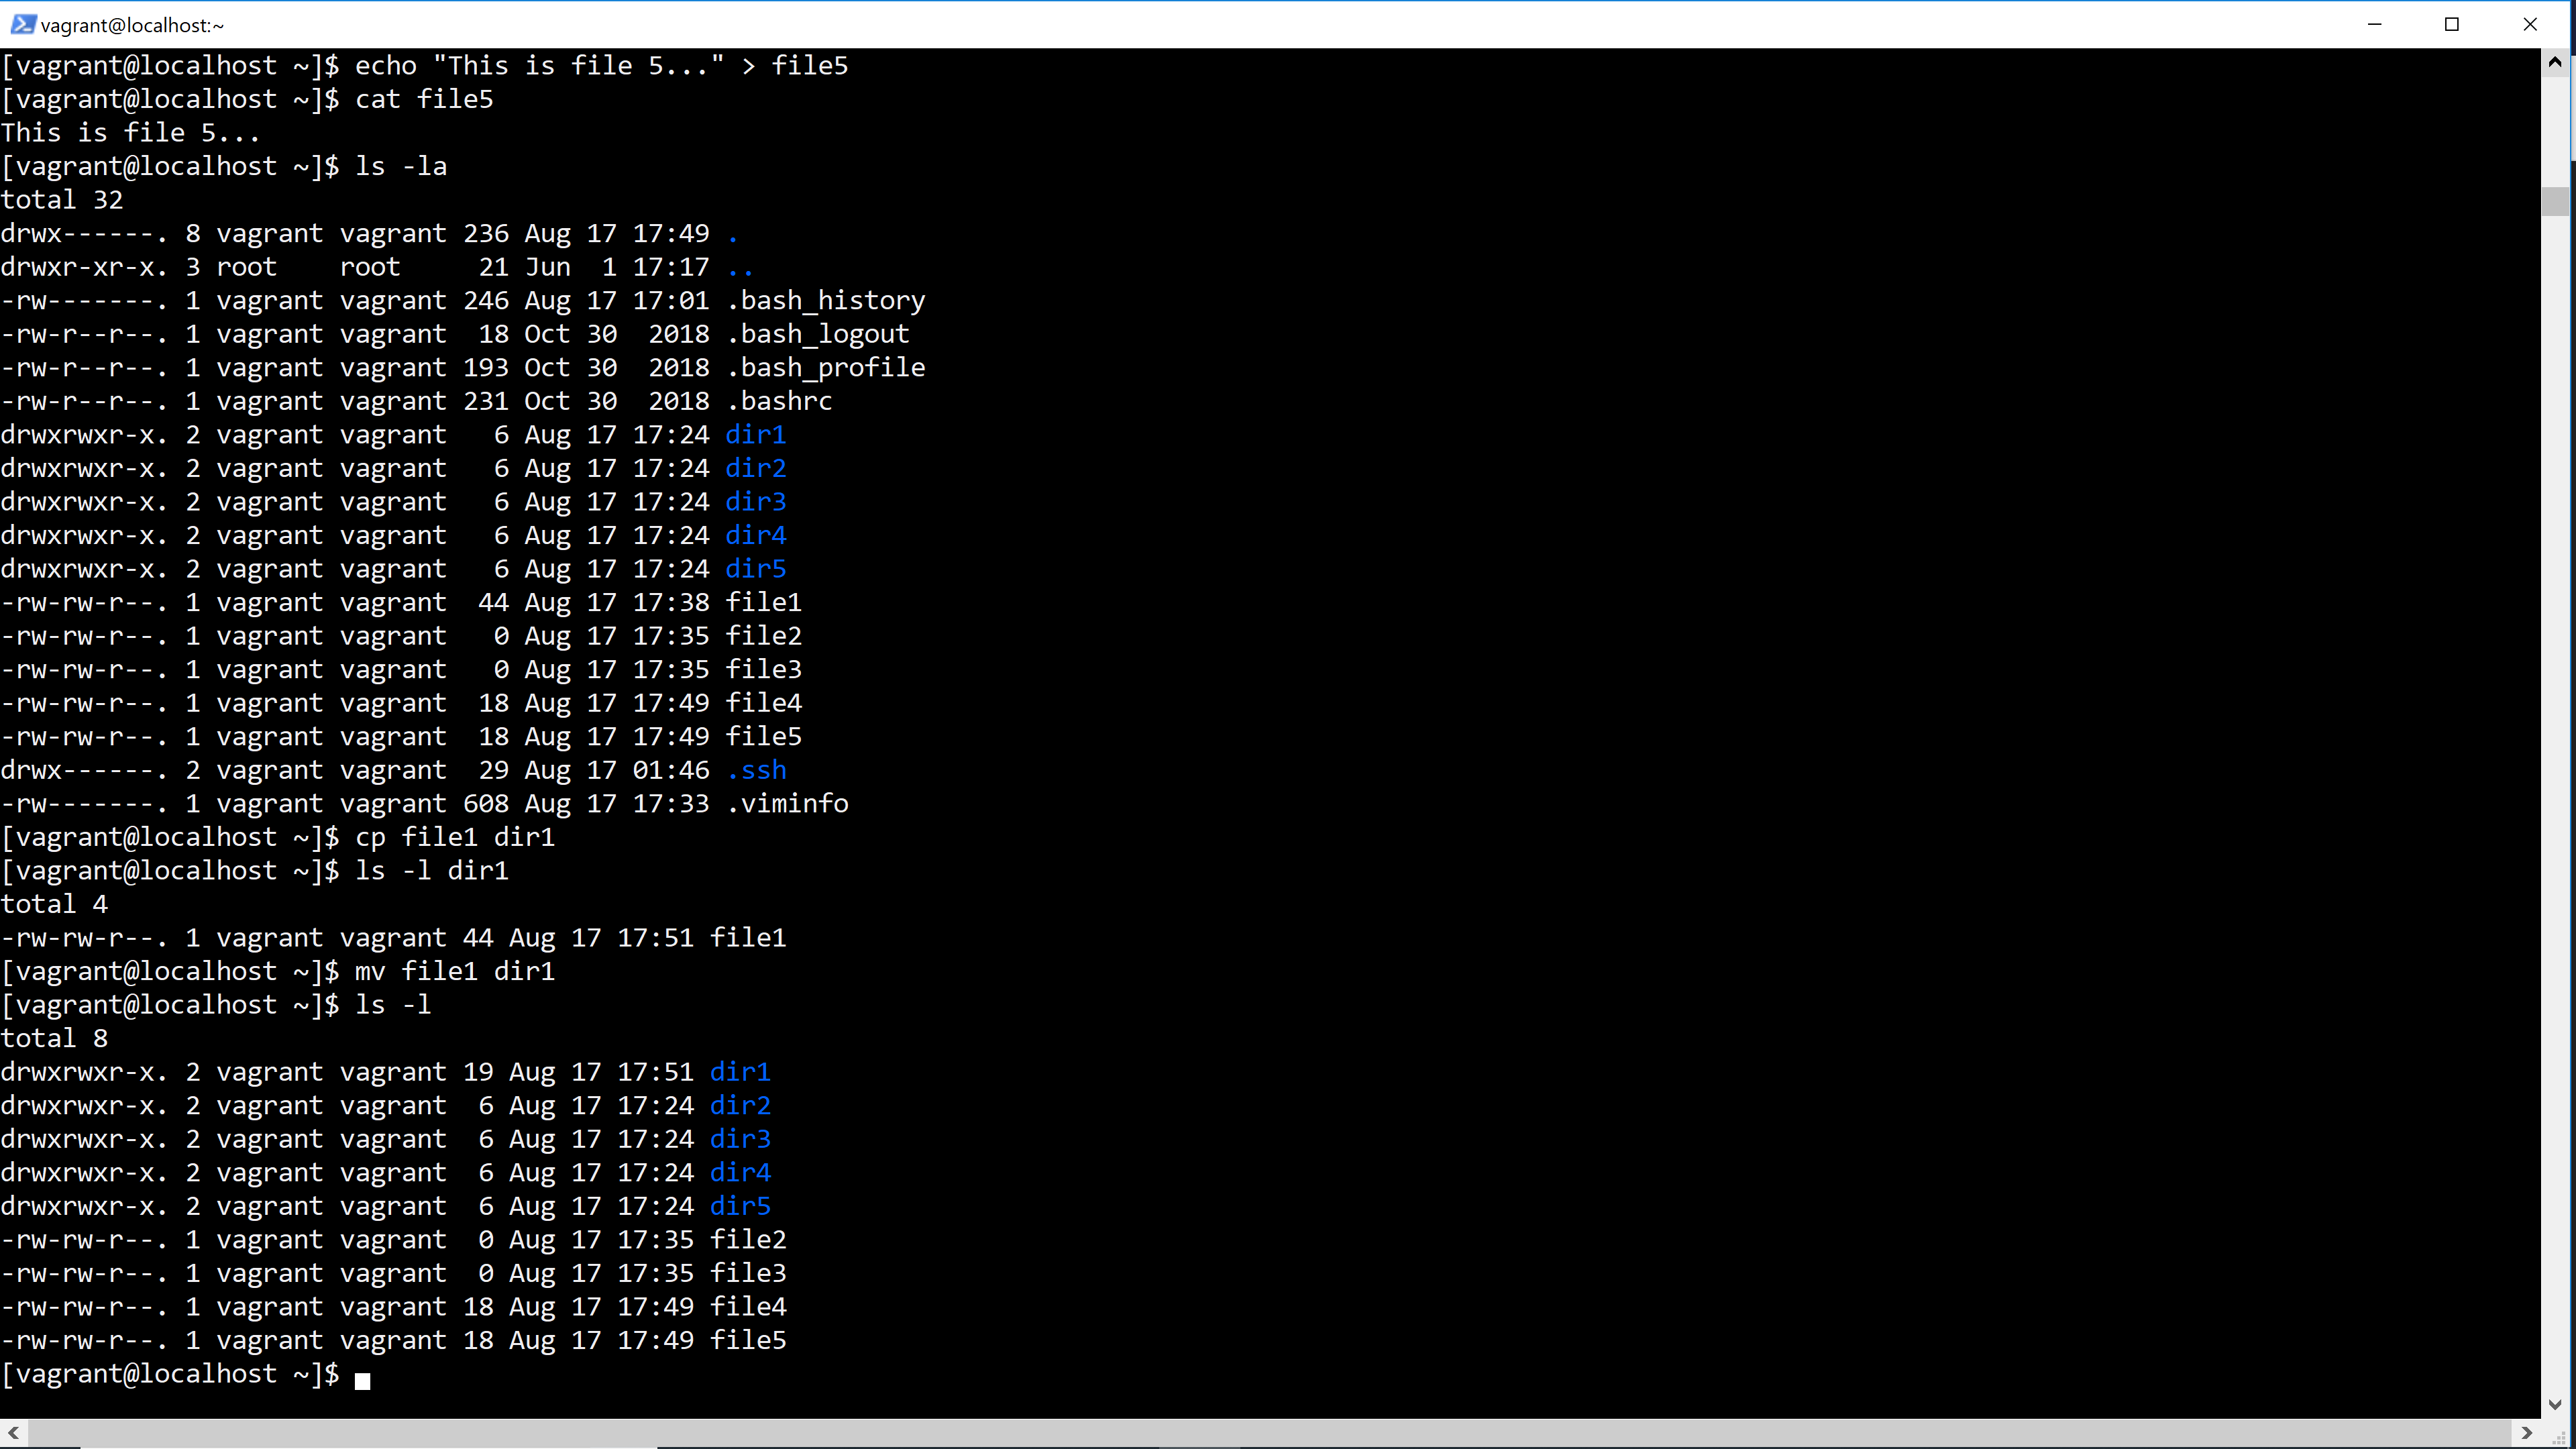 vagrant@localhost:~
[vagrant@localhost ~]$ echo "This is file 5..." > file5
[vagrant@localhost ~]$ cat file5
This is file 5...
[vagrant@localhost ~]$ ls -la
total 32
drwx------. 8 vagrant vagrant 236 Aug 17 17:49 .
drwxr-xr-x. 3 root    root     21 Jun  1 17:17 ..
-rw-------. 1 vagrant vagrant 246 Aug 17 17:01 .bash_history
-rw-r--r--. 1 vagrant vagrant  18 Oct 30  2018 .bash_logout
-rw-r--r--. 1 vagrant vagrant 193 Oct 30  2018 .bash_profile
-rw-r--r--. 1 vagrant vagrant 231 Oct 30  2018 .bashrc
drwxrwxr-x. 2 vagrant vagrant   6 Aug 17 17:24 dir1
drwxrwxr-x. 2 vagrant vagrant   6 Aug 17 17:24 dir2
drwxrwxr-x. 2 vagrant vagrant   6 Aug 17 17:24 dir3
drwxrwxr-x. 2 vagrant vagrant   6 Aug 17 17:24 dir4
drwxrwxr-x. 2 vagrant vagrant   6 Aug 17 17:24 dir5
-rw-rw-r--. 1 vagrant vagrant  44 Aug 17 17:38 file1
-rw-rw-r--. 1 vagrant vagrant   0 Aug 17 17:35 file2
-rw-rw-r--. 1 vagrant vagrant   0 Aug 17 17:35 file3
-rw-rw-r--. 1 vagrant vagrant  18 Aug 17 17:49 file4
-rw-rw-r--. 1 vagrant vagrant  18 Aug 17 17:49 file5
drwx------. 2 vagrant vagrant  29 Aug 17 01:46 .ssh
-rw-------. 1 vagrant vagrant 608 Aug 17 17:33 .viminfo
[vagrant@localhost ~]$ cp file1 dir1
[vagrant@localhost ~]$ ls -l dir1
total 4
-rw-rw-r--. 1 vagrant vagrant 44 Aug 17 17:51 file1
[vagrant@localhost ~]$ mv file1 dir1
[vagrant@localhost ~]$ ls -l
total 8
drwxrwxr-x. 2 vagrant vagrant 19 Aug 17 17:51 dir1
drwxrwxr-x. 2 vagrant vagrant  6 Aug 17 17:24 dir2
drwxrwxr-x. 2 vagrant vagrant  6 Aug 17 17:24 dir3
drwxrwxr-x. 2 vagrant vagrant  6 Aug 17 17:24 dir4
drwxrwxr-x. 2 vagrant vagrant  6 Aug 17 17:24 dir5
-rw-rw-r--. 1 vagrant vagrant  0 Aug 17 17:35 file2
-rw-rw-r--. 1 vagrant vagrant  0 Aug 17 17:35 file3
-rw-rw-r--. 1 vagrant vagrant 18 Aug 17 17:49 file4
-rw-rw-r--. 1 vagrant vagrant 18 Aug 17 17:49 file5
[vagrant@localhost ~]$